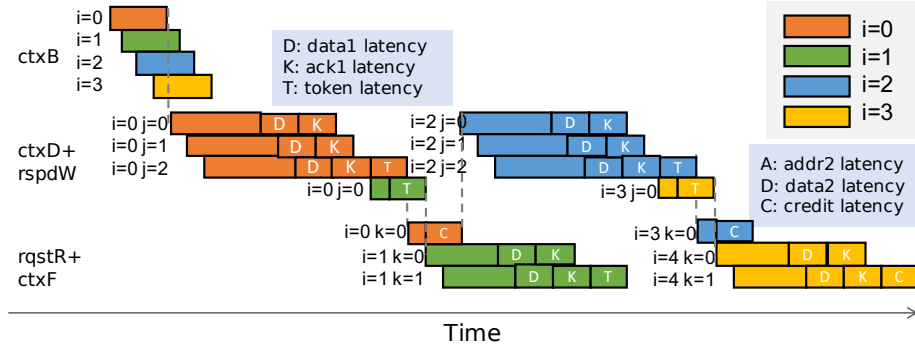 i=0
i=1
i=2
i=3
ctxB
D: data1 latency
K: ack1 latency
T: token latency
i=0
i=1
i=2
i=3
ctxD+
rspdW
i=0 j=0 D K
i=0 j=1 D K
i=0 j=2 D K T
i=0 j=0 T
i=2 j=0 D K
i=2 j=1 D K
i=2 j=2 D K T
i=3 j=0 T
A: addr2 latency
D: data2 latency
C: credit latency
rqstR+
ctxF
i=0 k=0 C
i=1 k=0 D K
i=1 k=1 D K T
i=3 k=0 C
i=4 k=0 D K
i=4 k=1 D K C
Time